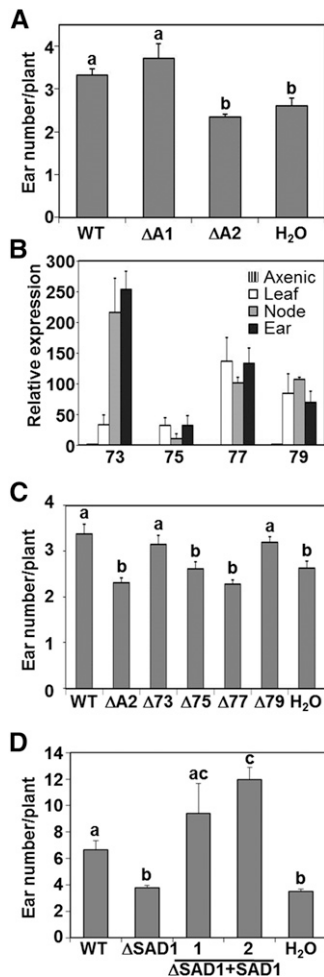 A
Ear number/plant
4
3
2
1
0
a
a
b
b
WT ΔA1 ΔA2 H2O
B
Relative expression
300
250
200
150
100
50
0
Axenic
Leaf
Node
Ear
73 75 77 79
C
Ear number/plant
4
3
2
1
0
a
b
a
b
b
a
b
WT ΔA2 Δ73 Δ75 Δ77 Δ79 H2O
D
Ear number/plant
14
12
10
8
6
4
2
0
a
b
ac
c
b
WT ΔSAD1 1 2 H2O
ΔSAD1+SAD1